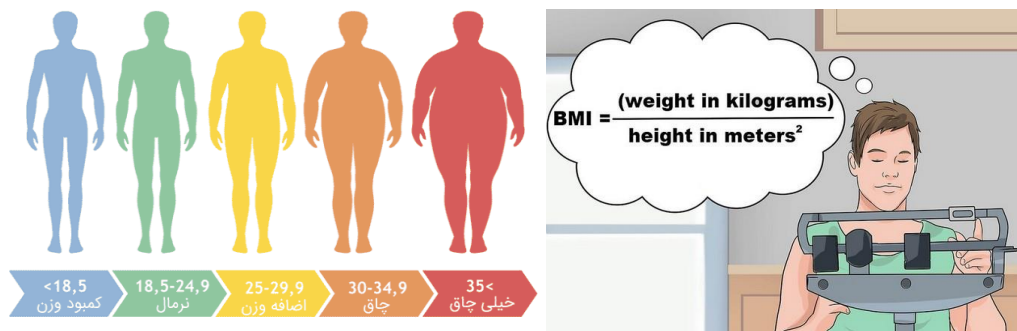 <18,5
کمبود وزن
18,5-24,9
نرمال
25-29,9
اضافه وزن
30-34,9
چاق
35<
خیلی چاق
BMI = (weight in kilograms)
height in meters²